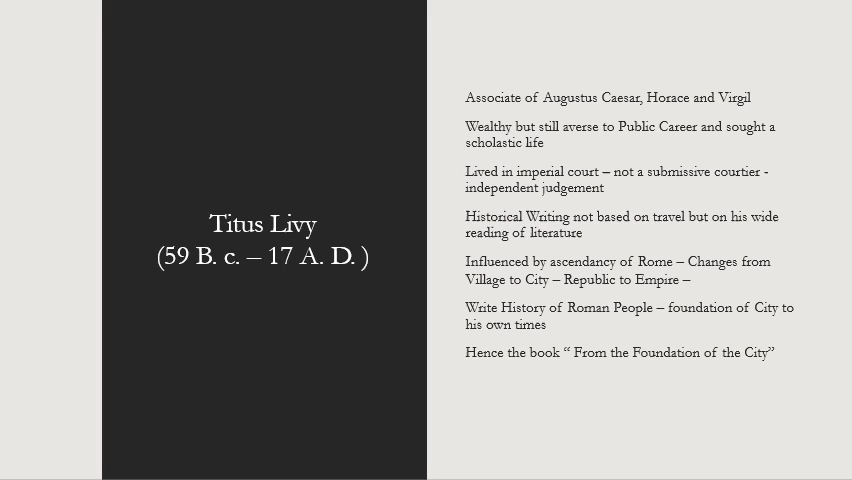 Titus Livy
(59 B. c. – 17 A. D. )
Associate of Augustus Caesar, Horace and Virgil
Wealthy but still averse to Public Career and sought a
scholastic life
Lived in imperial court – not a submissive courtier -
independent judgement
Historical Writing not based on travel but on his wide
reading of literature
Influenced by ascendancy of Rome – Changes from
Village to City – Republic to Empire –
Write History of Roman People – foundation of City to
his own times
Hence the book “ From the Foundation of the City”